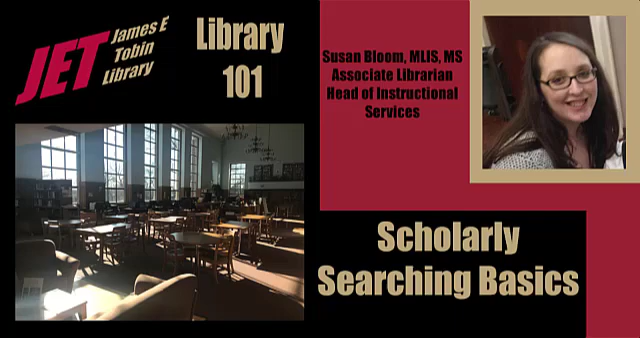 JET
James E
Tobin
Library
Library
101
Susan Bloom, MLIS, MS
Associate Librarian
Head of Instructional
Services
Scholarly
Searching Basics